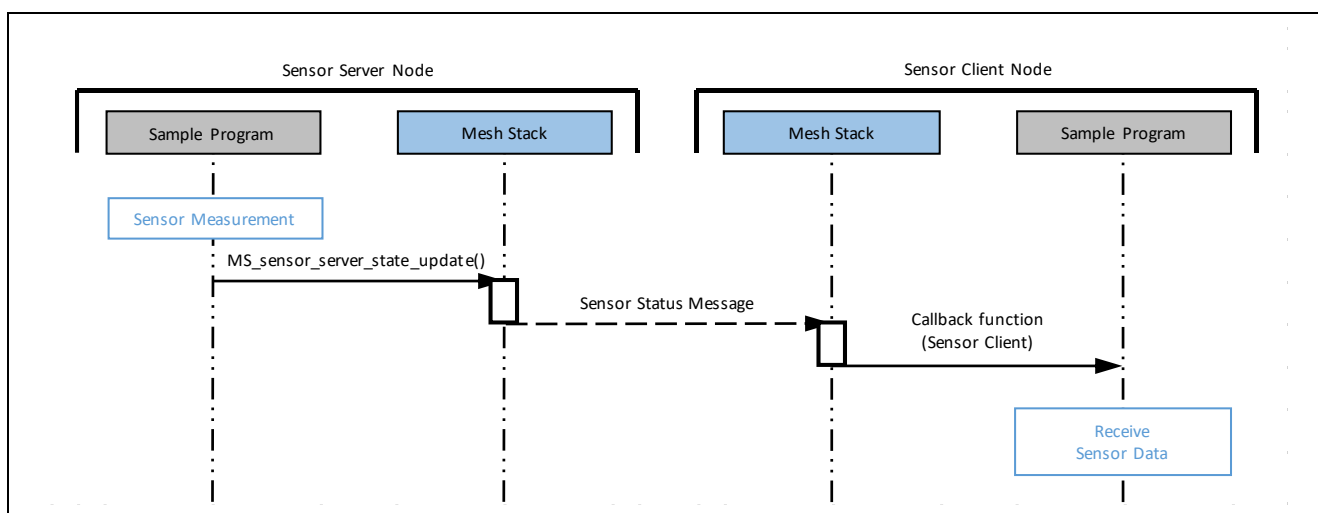 Sensor Server Node
Sensor Client Node
Sample Program
Mesh Stack
Mesh Stack
Sample Program
Sensor Measurement
MS_sensor_server_state_update()
Sensor Status Message
Callback function
(Sensor Client)
Receive
Sensor Data